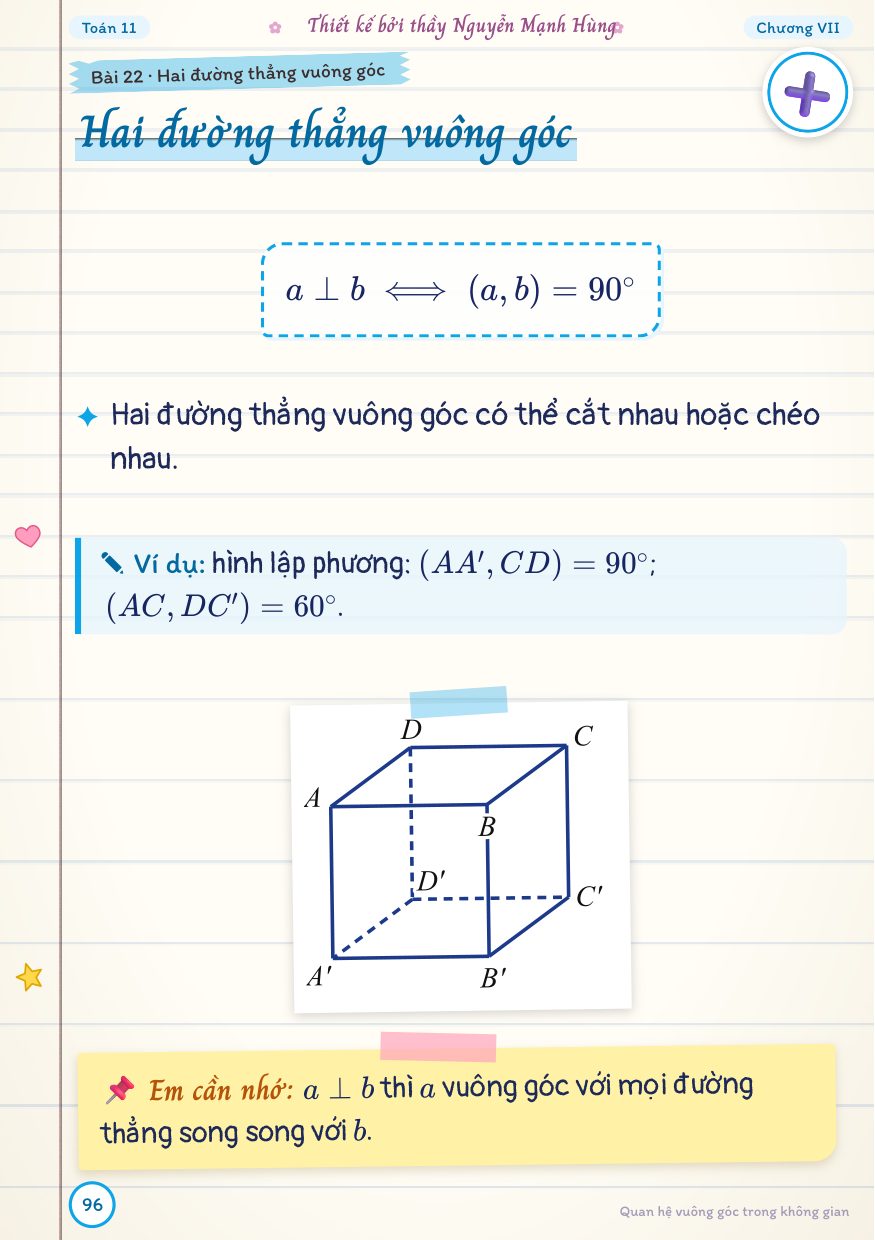 Toán 11
Thiết kế bởi thầy Nguyễn Mạnh Hùng
Chương VII
Bài 22 · Hai đường thẳng vuông góc
Hai đường thẳng vuông góc
a ⊥ b ⟺ (a, b) = 90°
Hai đường thẳng vuông góc có thể cắt nhau hoặc chéo
nhau.
Ví dụ: hình lập phương: (AA′, CD) = 90°;
(AC, DC′) = 60°.
D
C
A
B
D′
C′
A′
B′
Em cần nhớ: a ⊥ b thì a vuông góc với mọi đường
thẳng song song với b.
96
Quan hệ vuông góc trong không gian